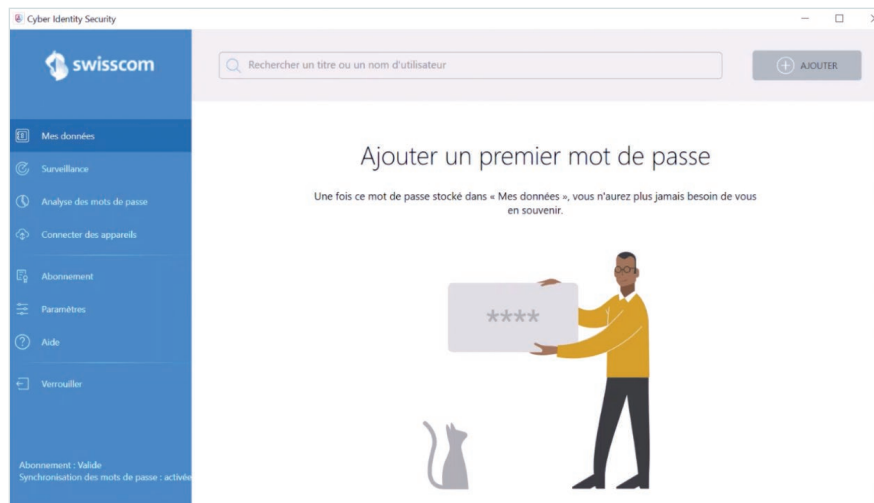 Cyber Identity Security
swisscom
Rechercher un titre ou un nom d'utilisateur
AJOUTER
Mes données
Surveillance
Analyse des mots de passe
Connecter des appareils
Abonnement
Paramètres
Aide
Verrouiller
Abonnement : Valide
Synchronisation des mots de passe : activée
Ajouter un premier mot de passe
Une fois ce mot de passe stocké dans « Mes données », vous n'aurez plus jamais besoin de vous
en souvenir.
****